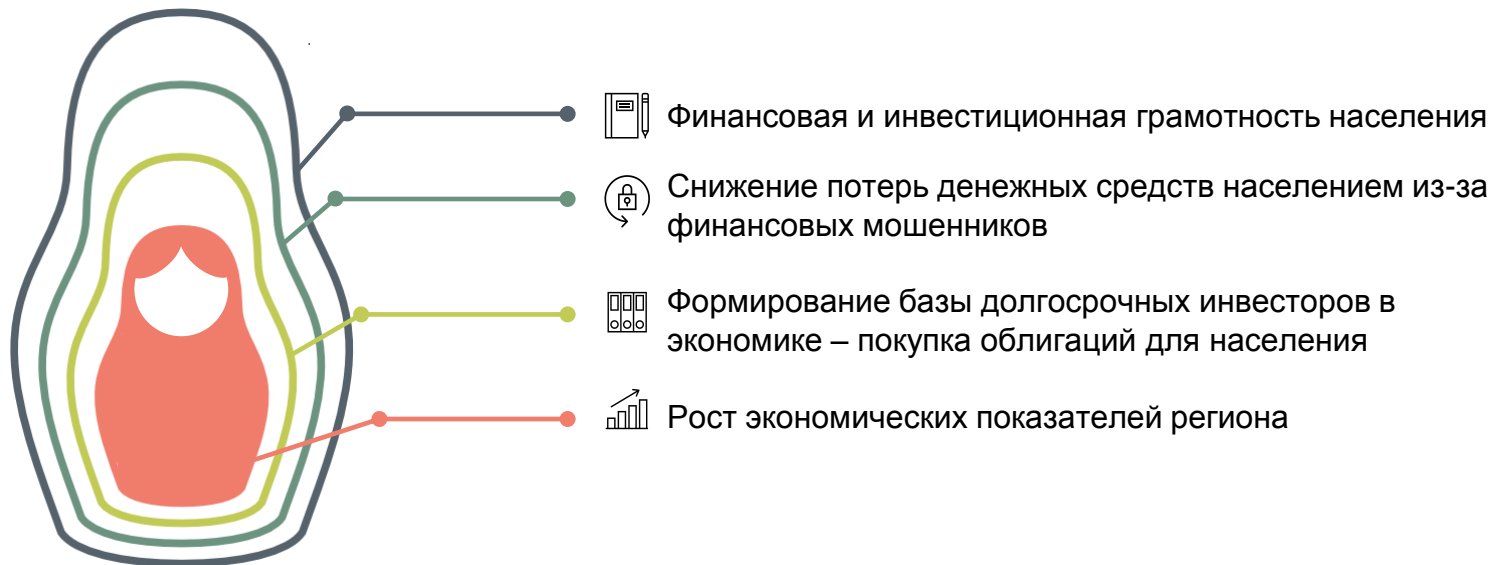 Финансовая и инвестиционная грамотность населения
Снижение потерь денежных средств населением из-за
финансовых мошенников
Формирование базы долгосрочных инвесторов в
экономике – покупка облигаций для населения
Рост экономических показателей региона